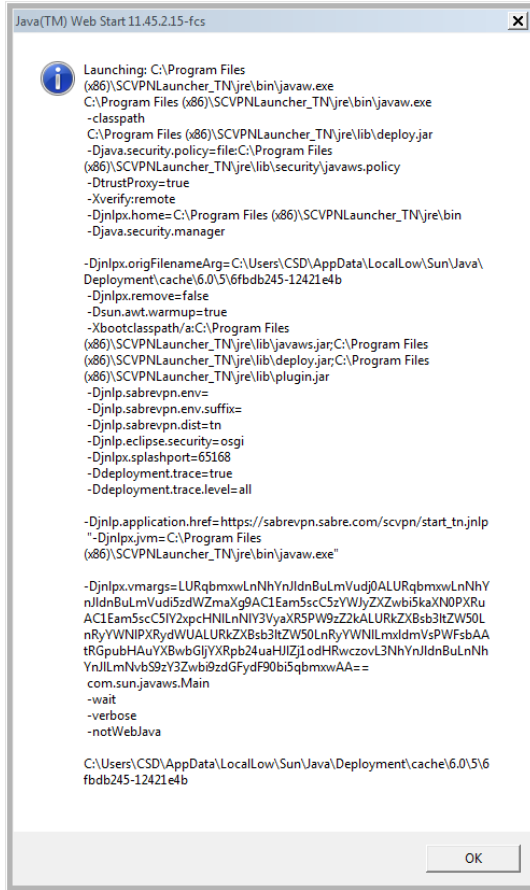 Java(TM) Web Start 11.45.2.15-fcs
Launching: C:\Program Files
(x86)\SCVPNLauncher_TN\jre\bin\javaw.exe
C:\Program Files (x86)\SCVPNLauncher_TN\jre\bin\javaw.exe
-classpath
C:\Program Files (x86)\SCVPNLauncher_TN\jre\lib\deploy.jar
-Djava.security.policy=file:C:\Program Files
(x86)\SCVPNLauncher_TN\jre\lib\security\javaws.policy
-DtrustProxy=true
-Xverify:remote
-Djnlpx.home=C:\Program Files (x86)\SCVPNLauncher_TN\jre\bin
-Djava.security.manager
-Djnlpx.origFilenameArg=C:\Users\CSD\AppData\LocalLow\Sun\Java\
Deployment\cache\6.0\5\6fbdb245-12421e4b
-Djnlpx.remove=false
-Dsun.awt.warmup=true
-Xbootclasspath/a:C:\Program Files
(x86)\SCVPNLauncher_TN\jre\lib\javaws.jar;C:\Program Files
(x86)\SCVPNLauncher_TN\jre\lib\deploy.jar;C:\Program Files
(x86)\SCVPNLauncher_TN\jre\lib\plugin.jar
-Djnlp.sabrevpn.env=
-Djnlp.sabrevpn.env.suffix=
-Djnlp.sabrevpn.dist=tn
-Djnlp.eclipse.security=osgi
-Djnlpx.splashport=65168
-Ddeployment.trace=true
-Ddeployment.trace.level=all
-Djnlp.application.href=https://sabrevpn.sabre.com/scvpn/start_tn.jnlp
"-Djnlpx.jvm=C:\Program Files
(x86)\SCVPNLauncher_TN\jre\bin\javaw.exe"
-Djnlpx.vmargs=LURqbmxwLnNhYnJldnBuLmVudj0ALURqbmxwLnNhY
nJldnBuLmVudi5zdWZmaXg9AC1Eam5scC5zYWJyZXZwbi5kaXN0PXRu
AC1Eam5scC5lY2xpcHNlLnNlY3VyaXR5PW9zZ2kALURkZXBsb3ltZW50L
nRyYWNlPXRydWUALURkZXBsb3ltZW50LnRyYWNlLmxldmVsPWFsbAA
tRGpubHAuYXBwbGljYXRpb24uaHJlZj1odHRwczovL3NhYnJldnBuLnNh
YnJlLmNvbS9zY3Zwbi9zdGFydF90bi5qbmxwAA==
com.sun.javaws.Main
-wait
-verbose
-notWebJava
C:\Users\CSD\AppData\LocalLow\Sun\Java\Deployment\cache\6.0\5\6
fbdb245-12421e4b
OK